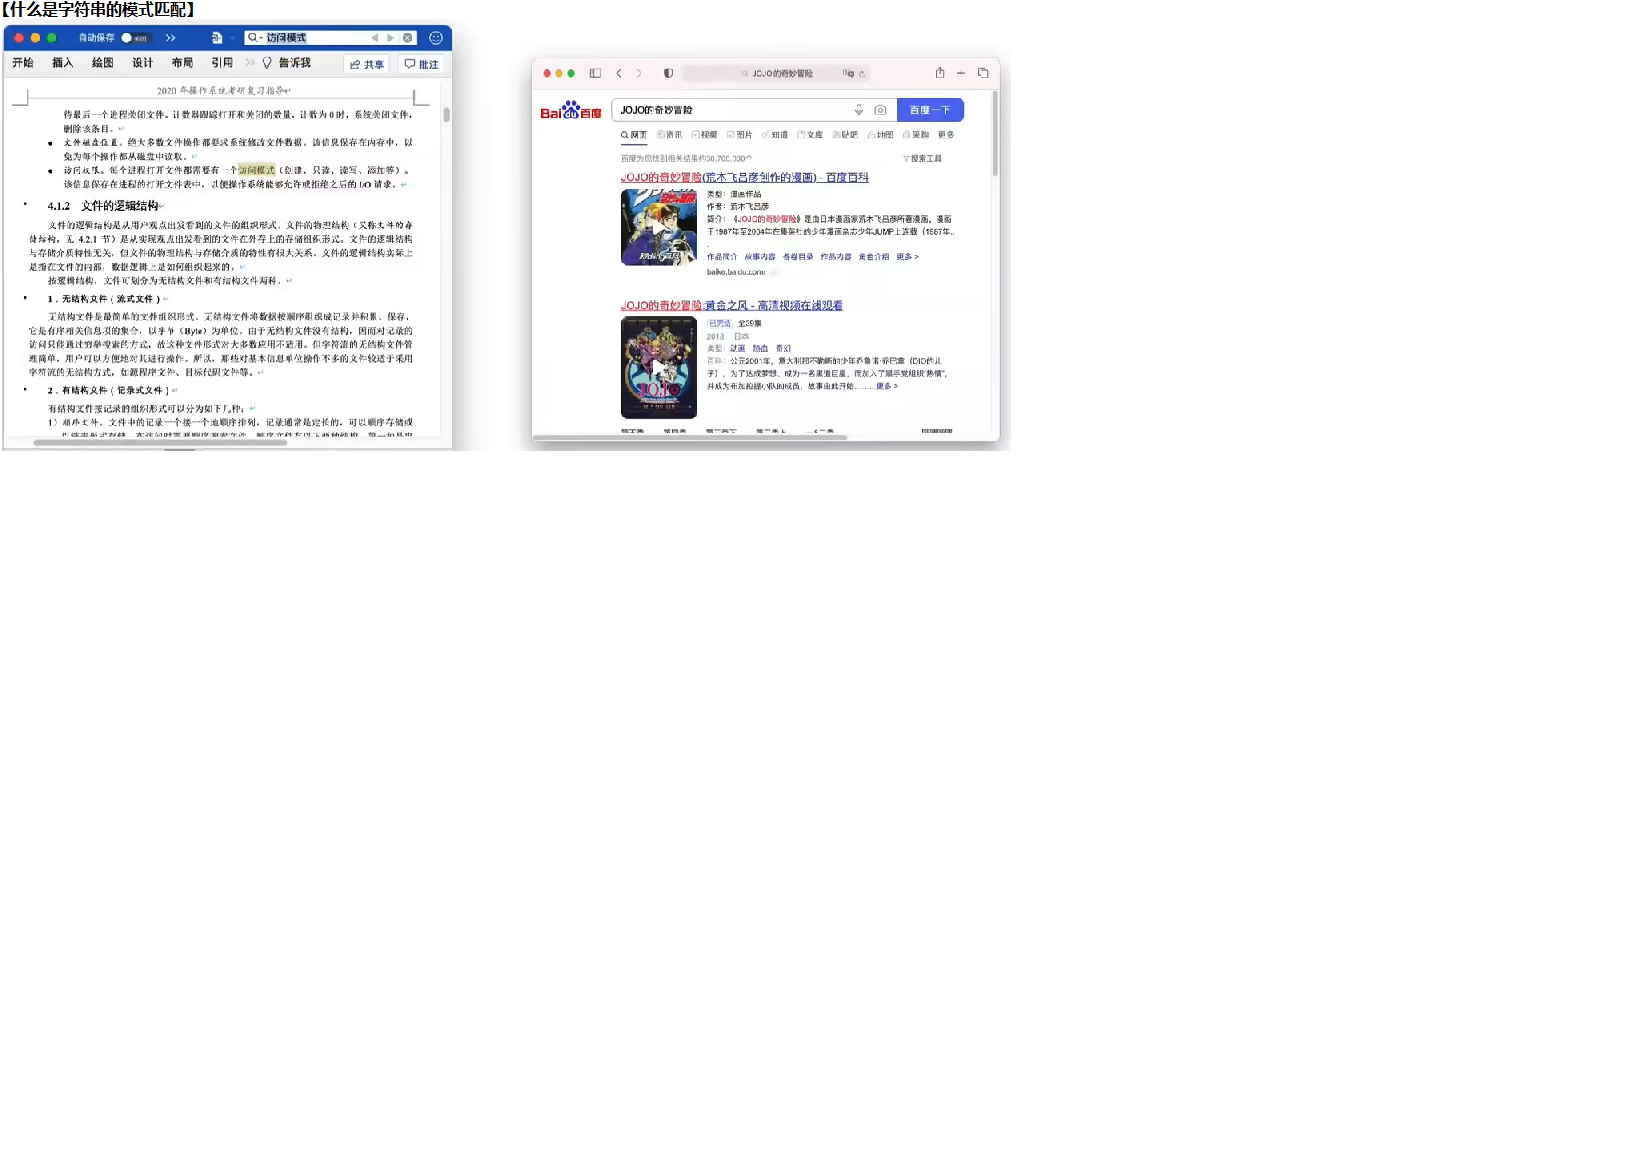 【什么是字符串的模式匹配】
自动保存
访问模式
开始 插入 绘图 设计 布局 引用 告诉我 共享 批注
2020 年操作系统考研复习指导
待最后一个进程关闭文件。计数器跟踪打开和关闭的数量,计数为 0 时,系统关闭文件,
删除该条目。
● 文件磁盘位置。绝大多数文件操作都要求系统修改文件数据。该信息保存在内存中,以
免为每个操作都从磁盘中读取。
● 访问权限。每个进程打开文件都需要有一个访问模式(创建、只读、读写、添加等)。
该信息保存在进程的打开文件表中,以便操作系统能够允许或拒绝之后的 I/O 请求。
4.1.2 文件的逻辑结构
文件的逻辑结构是从用户观点出发看到的文件的组织形式。文件的物理结构(又称文件的存
储结构,见 4.2.1 节)是从实现观点出发看到的文件在外存上的存储组织形式。文件的逻辑结构
与存储介质特性无关,但文件的物理结构与存储介质的特性有很大关系。文件的逻辑结构实际上
是指在文件的内部,数据逻辑上是如何组织起来的。
按逻辑结构,文件可划分为无结构文件和有结构文件两种。
1.无结构文件(流式文件)
无结构文件是最简单的文件组织形式。无结构文件将数据按顺序组织成记录并积累、保存,
它是有序相关信息项的集合,以字节(Byte)为单位。由于无结构文件没有结构,因而对记录的
访问只能通过穷举搜索的方式,故这种文件形式对大多数应用不适用。但字符流的无结构文件管
理简单,用户可以方便地对其进行操作。所以,那些对基本信息单位操作不多的文件较适于采用
字符流的无结构方式,如源程序文件、目标代码文件等。
2.有结构文件(记录式文件)
有结构文件按记录的组织形式可以分为如下几种:
1)顺序文件。文件中的记录一个接一个地顺序排列,记录通常是定长的,可以顺序存储或
JOJO的奇妙冒险
Bai du 百度 JOJO的奇妙冒险 百度一下
网页 资讯 视频 图片 知道 文库 贴吧 地图 采购 更多
百度为您找到相关结果约
搜索工具
JOJO的奇妙冒险(荒木飞吕彦创作的漫画) - 百度百科
类型:漫画作品
作者:荒木飞吕彦
简介:《JOJO的奇妙冒险》是由日本漫画家荒木飞吕彦所著漫画。漫画
于1987年至2004年在集英社的少年漫画杂志少年JUMP上连载(1987年..
作品简介 故事内容 各卷目录 作品内容 角色介绍 更多 >
baike.baidu.com/
JOJO的奇妙冒险:黄金之风 - 高清视频在线观看
已完结 全39集
2018 日本
类型:动画 热血 奇幻
百科:公元2001年,意大利那不勒斯的少年乔鲁诺·乔巴拿(DIO的儿
子),为了达成梦想、成为一名黑道巨星,而加入了黑手党组织“热情”,
并成为布加拉提小队的成员,故事由此开始........更多 >
JOJO